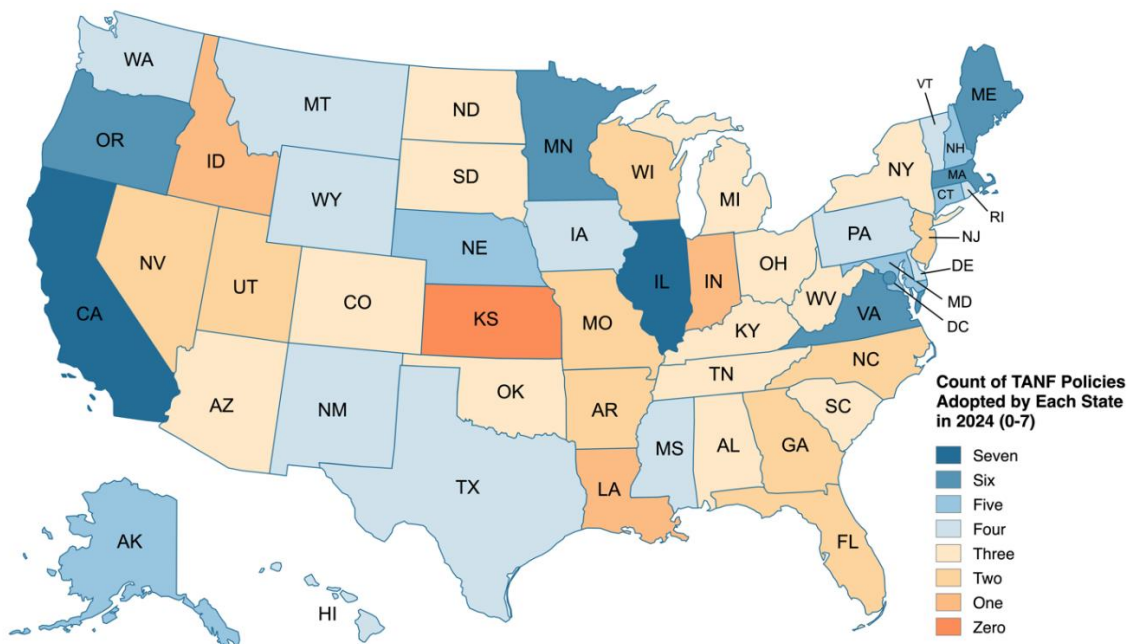 WA
MT
ND
MN
VT
ME
OR
ID
SD
WI
NH
NY
MA
MI
CT
WY
RI
IA
PA
NE
NJ
OH
NV
DE
UT
IL
IN
CO
WV
MD
CA
KS
VA
MO
KY
DC
NC
TN
OK
AZ
NM
AR
SC
MS
AL
GA
TX
LA
FL
AK
HI
Count of TANF Policies
Adopted by Each State
in 2024 (0-7)
Seven
Six
Five
Four
Three
Two
One
Zero